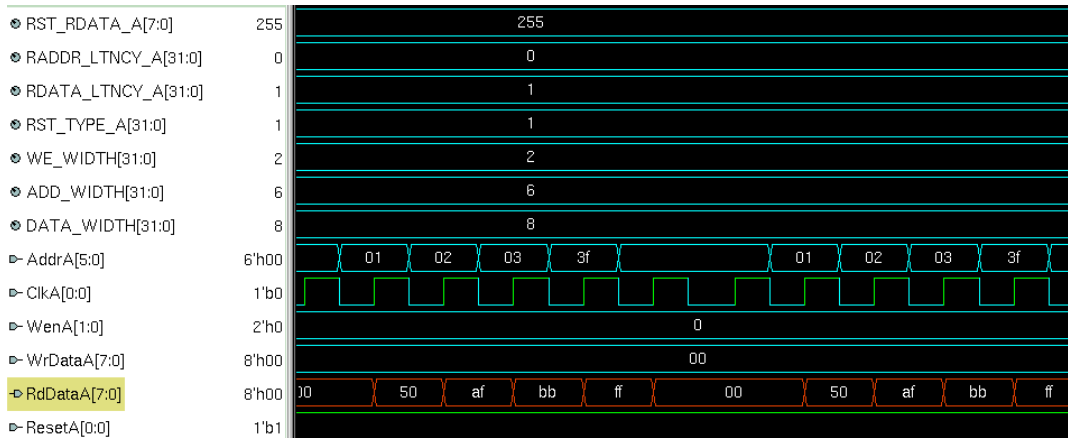 RST_RDATA_A[7:0] 255 255
RADDR_LTNCY_A[31:0] 0 0
RDATA_LTNCY_A[31:0] 1 1
RST_TYPE_A[31:0] 1 1
WE_WIDTH[31:0] 2 2
ADD_WIDTH[31:0] 6 6
DATA_WIDTH[31:0] 8 8
AddrA[5:0] 6'h00 01 02 03 3f 01 02 03 3f
ClkA[0:0] 1'b0
WenA[1:0] 2'h0 0
WrDataA[7:0] 8'h00 00
RdDataA[7:0] 8'h00 00 50 af bb ff 00 50 af bb ff
ResetA[0:0] 1'b1